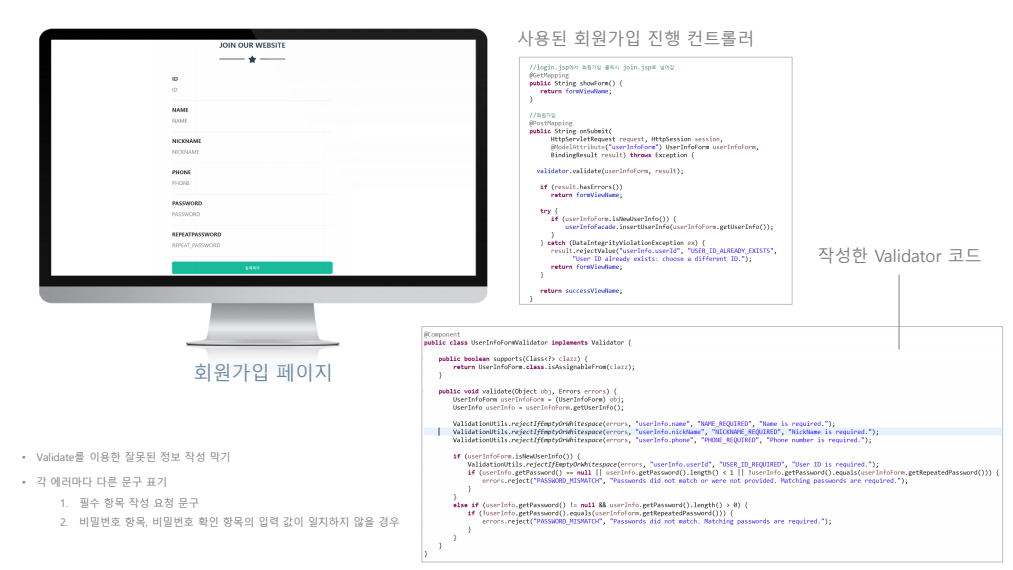 JOIN OUR WEBSITE
ID
ID
NAME
NAME
NICKNAME
NICKNAME
PHONE
PHONE
PASSWORD
PASSWORD
REPEATPASSWORD
REPEAT_PASSWORD
회원가입 페이지
• Validate를 이용한 잘못된 정보 작성 막기
• 각 에러마다 다른 문구 표기
1. 필수 항목 작성 요청 문구
2. 비밀번호 항목, 비밀번호 확인 항목의 입력 값이 일치하지 않을 경우
사용된 회원가입 진행 컨트롤러
//login.jsp에서 회원가입 클릭시 join.jsp로 넘어감
@GetMapping
public String showForm() {
return formViewName;
}
//회원가입
@PostMapping
public String onSubmit(
HttpServletRequest request, HttpSession session,
@ModelAttribute("userInfoForm") UserInfoForm userInfoForm,
BindingResult result) throws Exception {
validator.validate(userInfoForm, result);
if (result.hasErrors())
return formViewName;
try {
if (userInfoForm.isNewUserInfo()) {
userInfoFacade.insertUserInfo(userInfoForm.getUserInfo());
}
} catch (DataIntegrityViolationException ex) {
result.rejectValue("userInfo.userId", "USER_ID_ALREADY_EXISTS",
"User ID already exists: choose a different ID.");
return formViewName;
}
return successViewName;
}
작성한 Validator 코드
@Component
public class UserInfoFormValidator implements Validator {
public boolean supports(Class<?> clazz) {
return UserInfoForm.class.isAssignableFrom(clazz);
}
public void validate(Object obj, Errors errors) {
UserInfoForm userInfoForm = (UserInfoForm) obj;
UserInfo userInfo = userInfoForm.getUserInfo();
ValidationUtils.rejectIfEmptyOrWhitespace(errors, "userInfo.name", "NAME_REQUIRED", "Name is required.");
ValidationUtils.rejectIfEmptyOrWhitespace(errors, "userInfo.nickName", "NICKNAME_REQUIRED", "NickName is required.");
ValidationUtils.rejectIfEmptyOrWhitespace(errors, "userInfo.phone", "PHONE_REQUIRED", "Phone number is required.");
if (userInfoForm.isNewUserInfo()) {
ValidationUtils.rejectIfEmptyOrWhitespace(errors, "userInfo.userId", "USER_ID_REQUIRED", "User ID is required.");
if (userInfo.getPassword() == null || userInfo.getPassword().length() < 1 || !userInfo.getPassword().equals(userInfoForm.getRepeatedPassword())) {
errors.reject("PASSWORD_MISMATCH", "Passwords did not match or were not provided. Matching passwords are required.");
}
}
else if (userInfo.getPassword() != null && userInfo.getPassword().length() > 0) {
if (!userInfo.getPassword().equals(userInfoForm.getRepeatedPassword())) {
errors.reject("PASSWORD_MISMATCH", "Passwords did not match. Matching passwords are required.");
}
}
}
}